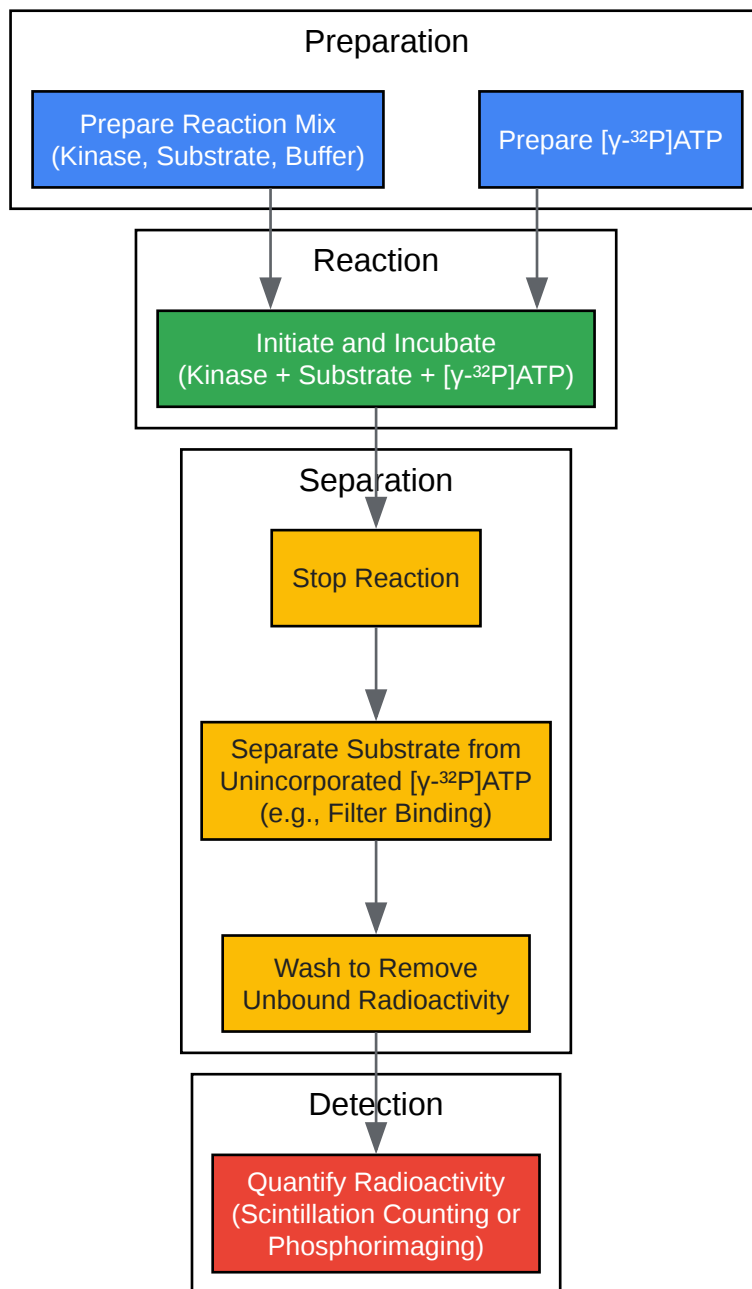 Preparation
Prepare Reaction Mix
(Kinase, Substrate, Buffer)
Prepare [γ-³²P]ATP
Reaction
Initiate and Incubate
(Kinase + Substrate + [γ-³²P]ATP)
Separation
Stop Reaction
Separate Substrate from
Unincorporated [γ-³²P]ATP
(e.g., Filter Binding)
Wash to Remove
Unbound Radioactivity
Detection
Quantify Radioactivity
(Scintillation Counting or
Phosphorimaging)